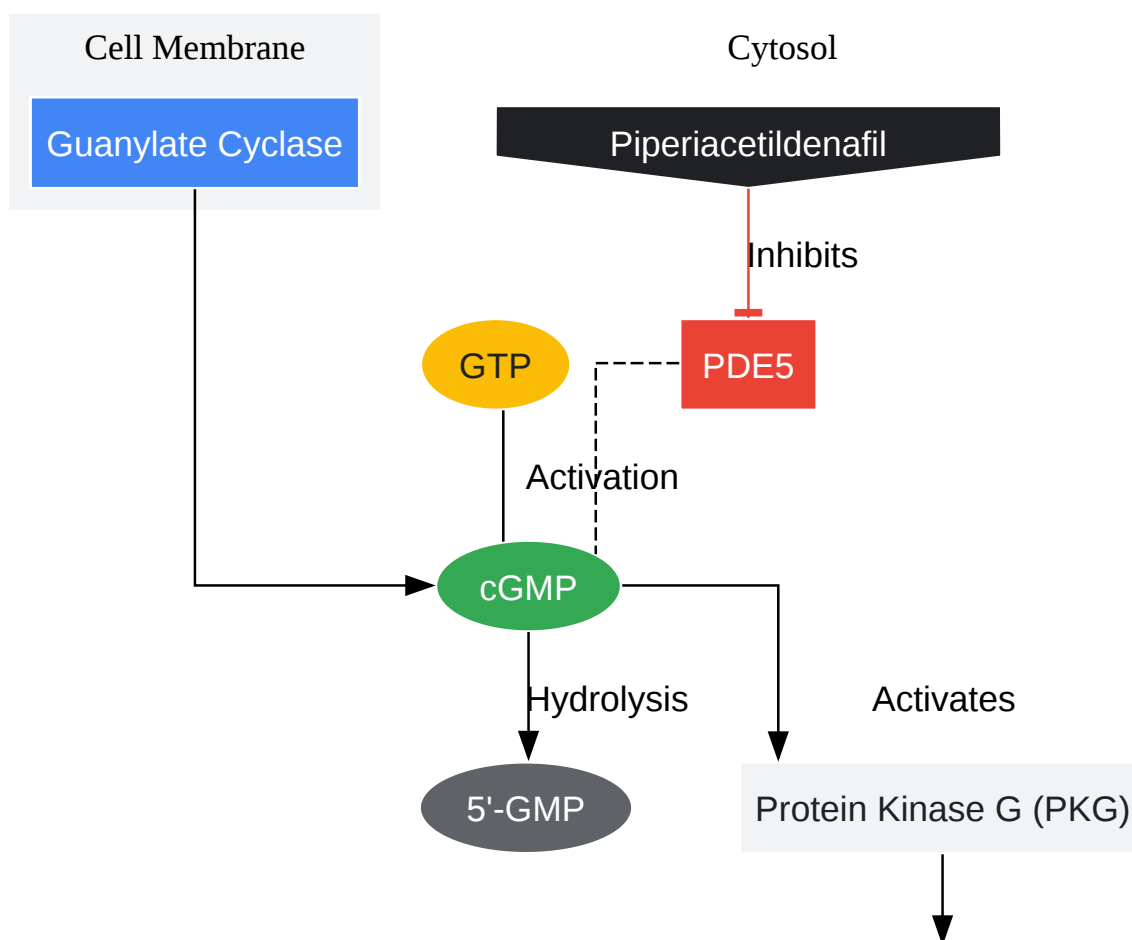 Cell Membrane
Cytosol
Guanylate Cyclase
Piperiacetildenafil
Inhibits
GTP
PDE5
Activation
cGMP
Hydrolysis
Activates
5'-GMP
Protein Kinase G (PKG)